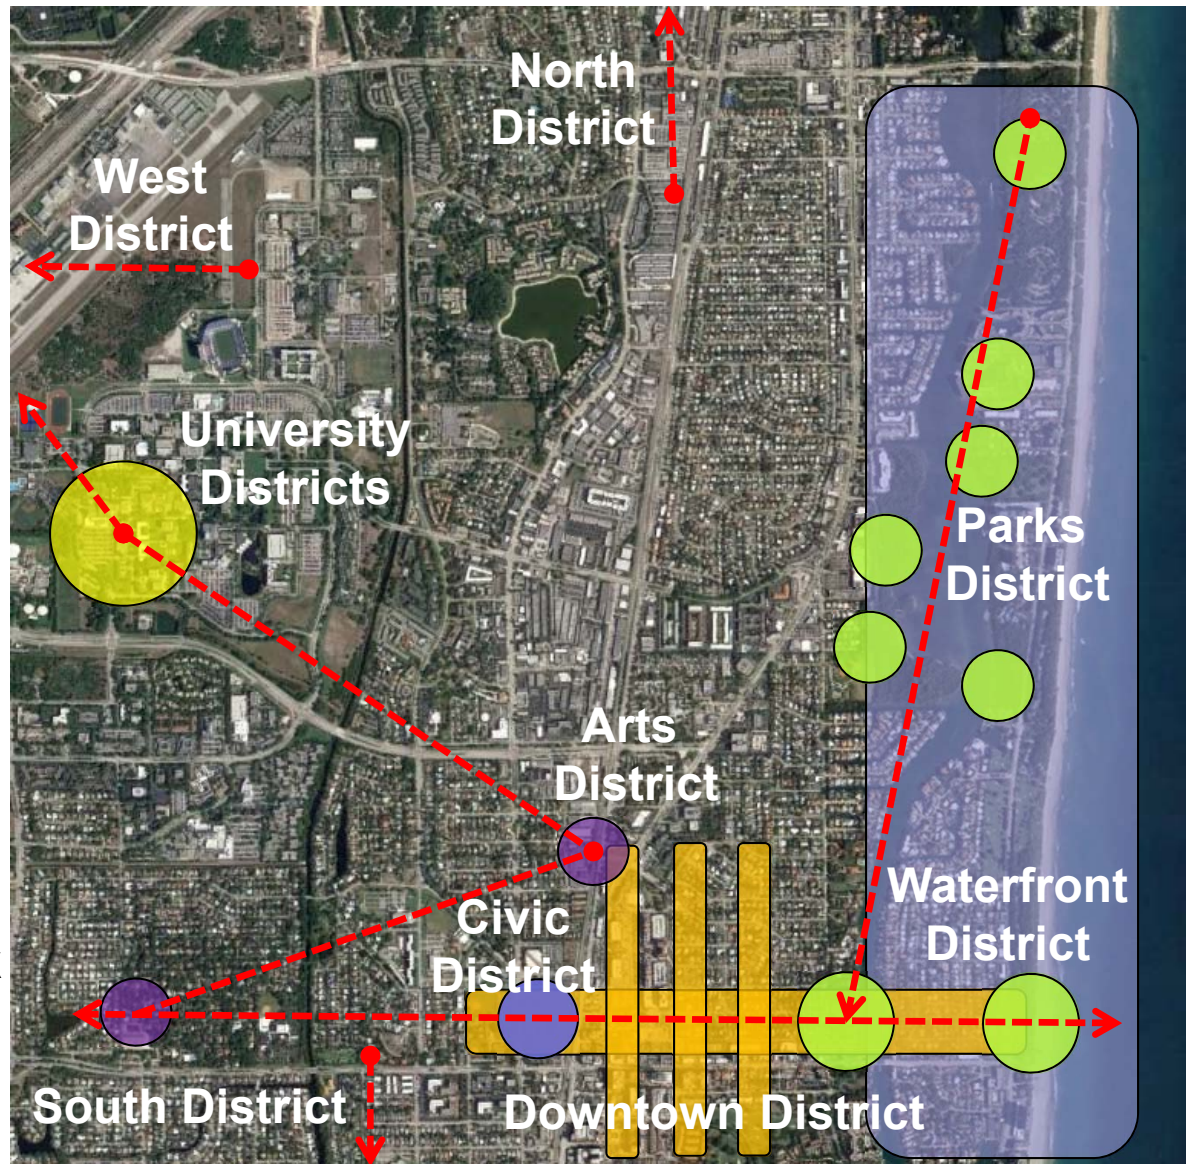 North
District
West
District
University
Districts
Parks
District
Arts
District
Waterfront
District
Civic
District
South District
Downtown District